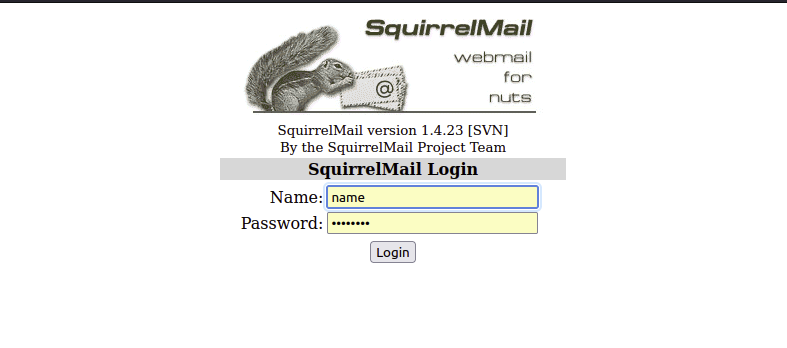 SquirrelMail
webmail
for
nuts
@
SquirrelMail version 1.4.23 [SVN]
By the SquirrelMail Project Team
SquirrelMail Login
Name: name
Password: ••••••••
Login